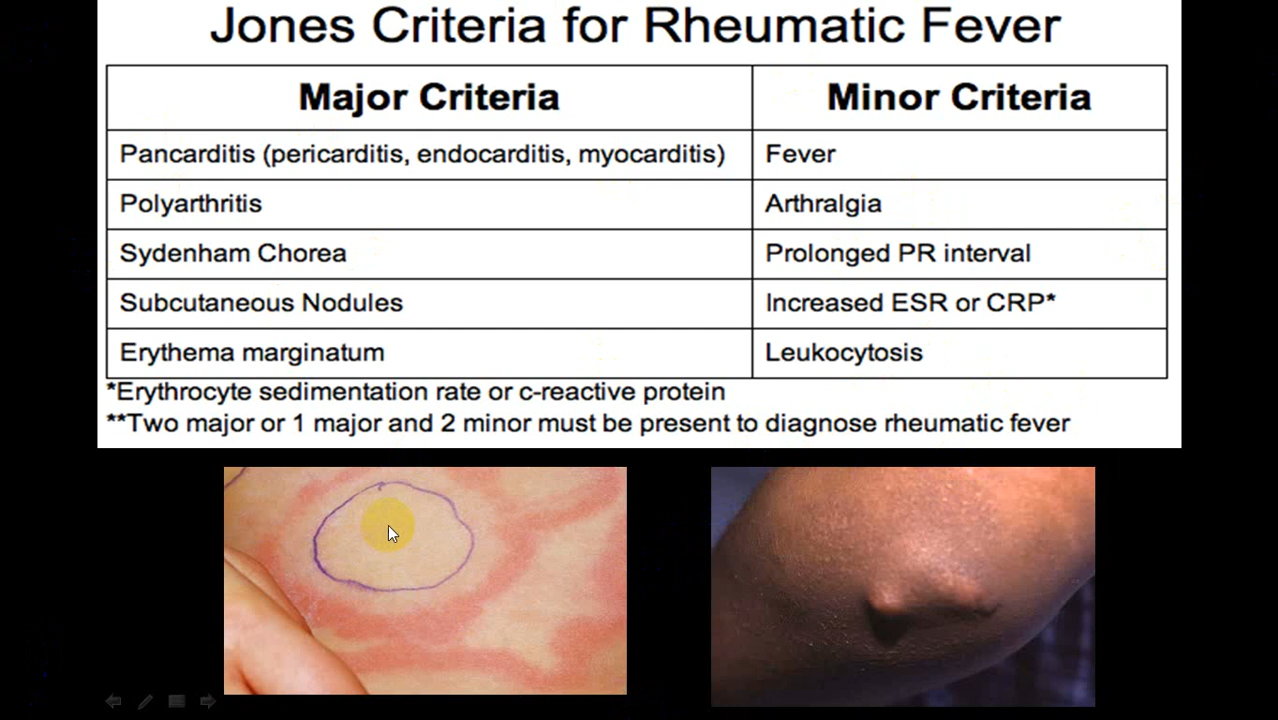 Jones Criteria for Rheumatic Fever
Major Criteria Minor Criteria
Pancarditis (pericarditis, endocarditis, myocarditis) Fever
Polyarthritis Arthralgia
Sydenham Chorea Prolonged PR interval
Subcutaneous Nodules Increased ESR or CRP*
Erythema marginatum Leukocytosis
*Erythrocyte sedimentation rate or c-reactive protein
**Two major or 1 major and 2 minor must be present to diagnose rheumatic fever